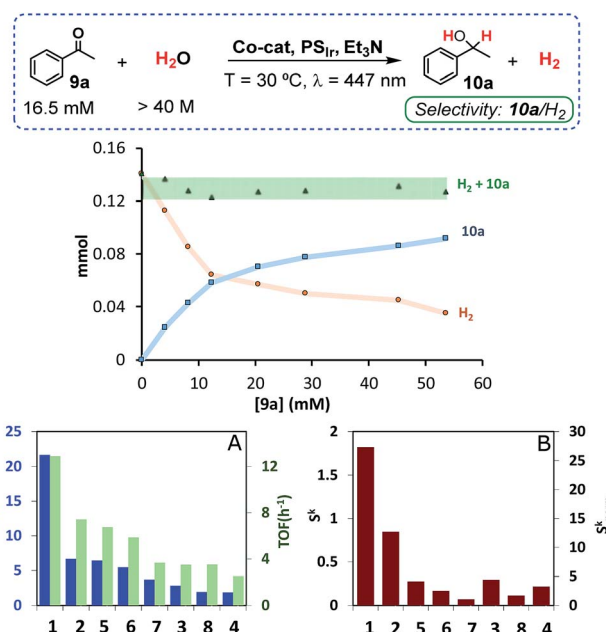 O
HO H
9a + H₂O
Co-cat, PS_Ir, Et₃N
T = 30 ºC, λ = 447 nm
10a + H₂
16.5 mM > 40 M
Selectivity: 10a/H₂
0.16
0.12
0.08
0.04
0
mmol
H₂ + 10a
10a
H₂
0 10 20 30 40 50 60
[9a] (mM)
A
25
20
15
10
5
0
12
8
4
0
TOF(h⁻¹)
1 2 5 6 7 3 8 4
B
2
1.5
1
0.5
0
Sᵏ
30
25
20
15
10
5
0
1 2 5 6 7 3 8 4